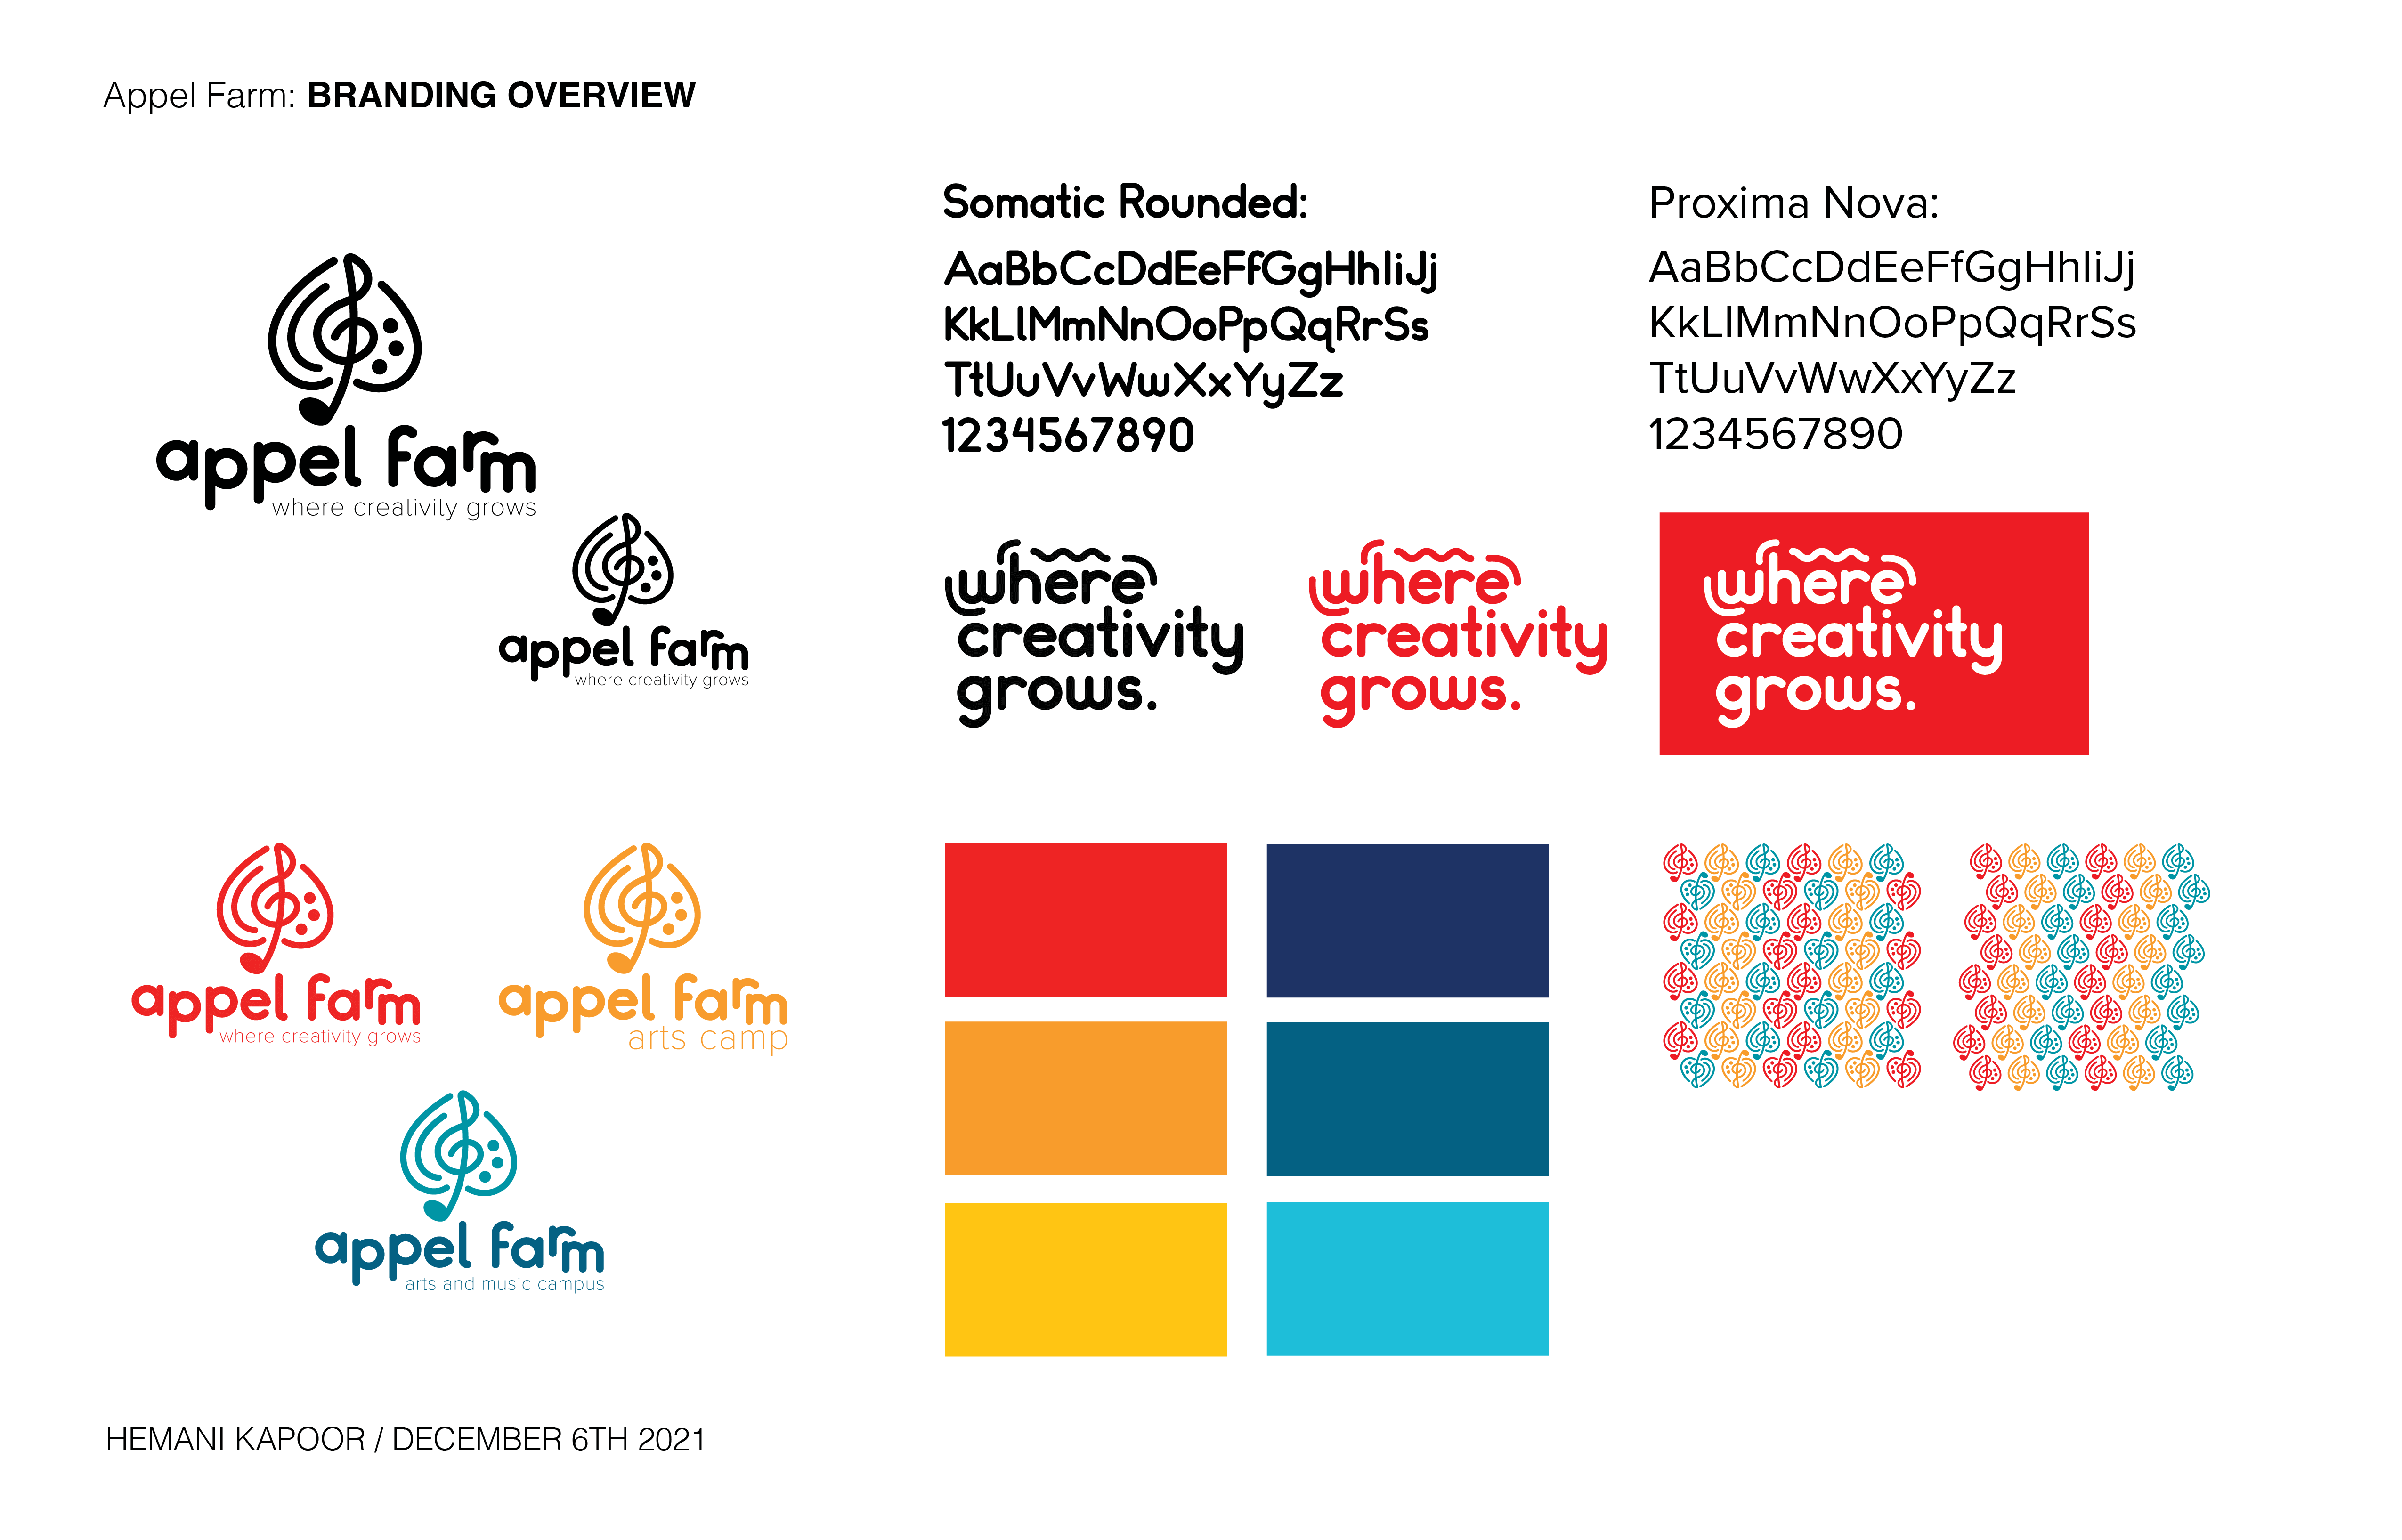 Appel Farm: BRANDING OVERVIEW
appel farm
where creativity grows
appel farm
where creativity grows
Somatic Rounded:
AaBbCcDdEeFfGgHhIiJj
KkLlMmNnOoPpQqRrSs
TtUuVvWwXxYyZz
1234567890
Proxima Nova:
AaBbCcDdEeFfGgHhIiJj
KkLlMmNnOoPpQqRrSs
TtUuVvWwXxYyZz
1234567890
where
creativity
grows.
where
creativity
grows.
where
creativity
grows.
appel farm
where creativity grows
appel farm
arts camp
appel farm
arts and music campus
HEMANI KAPOOR / DECEMBER 6TH 2021